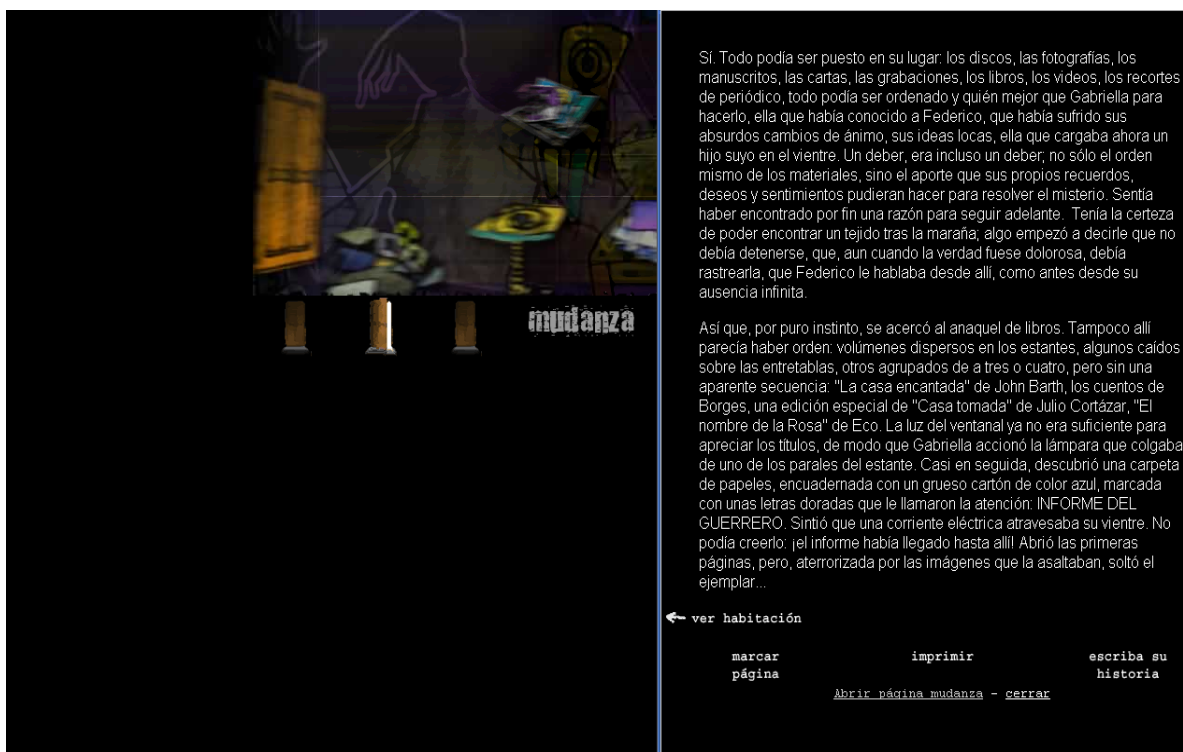 mudanza
Sí. Todo podía ser puesto en su lugar: los discos, las fotografías, los
manuscritos, las cartas, las grabaciones, los libros, los videos, los recortes
de periódico, todo podía ser ordenado y quién mejor que Gabriella para
hacerlo, ella que había conocido a Federico, que había sufrido sus
absurdos cambios de ánimo, sus ideas locas, ella que cargaba ahora un
hijo suyo en el vientre. Un deber, era incluso un deber; no sólo el orden
mismo de los materiales, sino el aporte que sus propios recuerdos,
deseos y sentimientos pudieran hacer para resolver el misterio. Sentía
haber encontrado por fin una razón para seguir adelante. Tenía la certeza
de poder encontrar un tejido tras la maraña; algo empezó a decirle que no
debía detenerse, que, aun cuando la verdad fuese dolorosa, debía
rastrearla, que Federico le hablaba desde allí, como antes desde su
ausencia infinita.
Así que, por puro instinto, se acercó al anaquel de libros. Tampoco allí
parecía haber orden: volúmenes dispersos en los estantes, algunos caídos
sobre las entretablas, otros agrupados de a tres o cuatro, pero sin una
aparente secuencia: "La casa encantada" de John Barth, los cuentos de
Borges, una edición especial de "Casa tomada" de Julio Cortázar, "El
nombre de la Rosa" de Eco. La luz del ventanal ya no era suficiente para
apreciar los títulos, de modo que Gabriella accionó la lámpara que colgaba
de uno de los parales del estante. Casi en seguida, descubrió una carpeta
de papeles, encuadernada con un grueso cartón de color azul, marcada
con unas letras doradas que le llamaron la atención: INFORME DEL
GUERRERO. Sintió que una corriente eléctrica atravesaba su vientre. No
podía creerlo: ¡el informe había llegado hasta allí! Abrió las primeras
páginas, pero, aterrorizada por las imágenes que la asaltaban, soltó el
ejemplar...
ver habitación
marcar página
imprimir
escriba su historia
Abrir página mudanza - cerrar